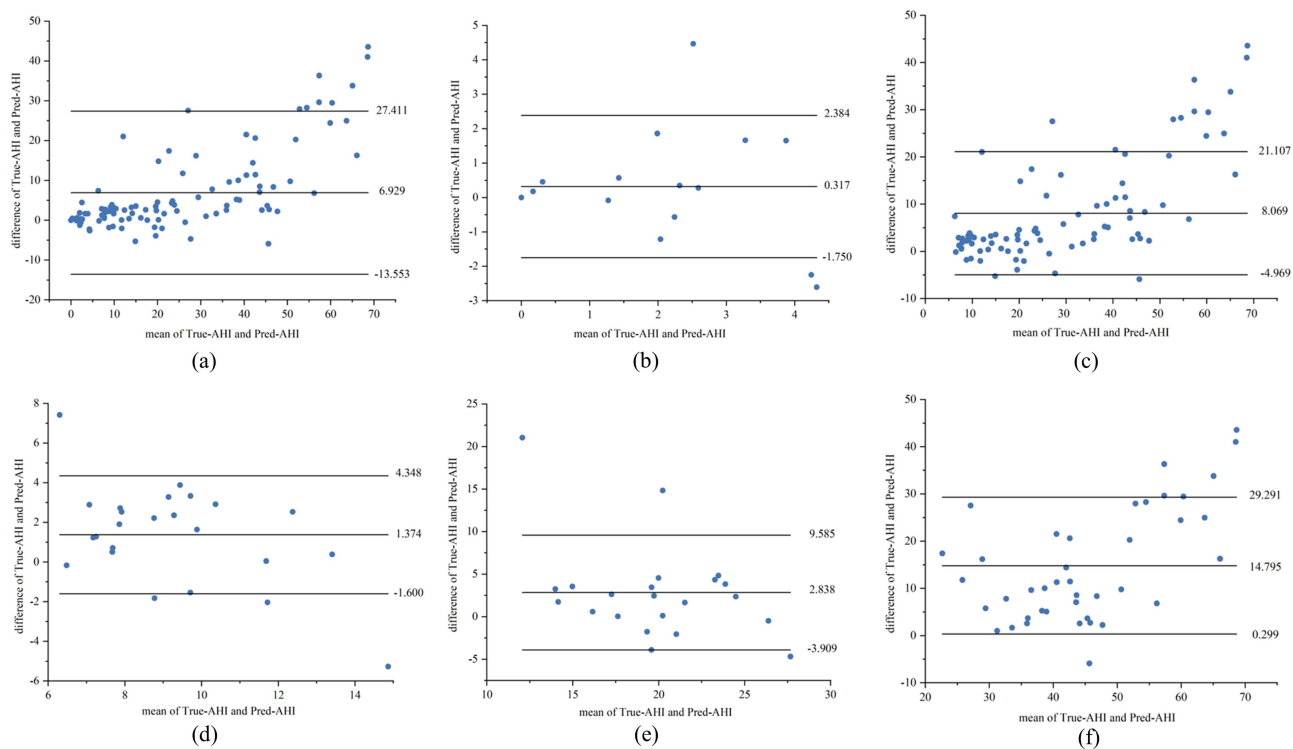 50
40
30
20
10
0
-10
-20
0 10 20 30 40 50 60 70
27.411
6.929
-13.553
difference of True-AHI and Pred-AHI
mean of True-AHI and Pred-AHI
(a)
5
4
3
2
1
0
-1
-2
-3
0 1 2 3 4
2.384
0.317
-1.750
difference of True-AHI and Pred-AHI
mean of True-AHI and Pred-AHI
(b)
50
40
30
20
10
0
-10
0 10 20 30 40 50 60 70
21.107
8.069
-4.969
difference of True-AHI and Pred-AHI
mean of True-AHI and Pred-AHI
(c)
8
6
4
2
0
-2
-4
-6
6 8 10 12 14
4.348
1.374
-1.600
difference of True-AHI and Pred-AHI
mean of True-AHI and Pred-AHI
(d)
25
20
15
10
5
0
-5
10 15 20 25 30
9.585
2.838
-3.909
difference of True-AHI and Pred-AHI
mean of True-AHI and Pred-AHI
(e)
50
40
30
20
10
0
-10
20 30 40 50 60 70
29.291
14.795
0.299
difference of True-AHI and Pred-AHI
mean of True-AHI and Pred-AHI
(f)